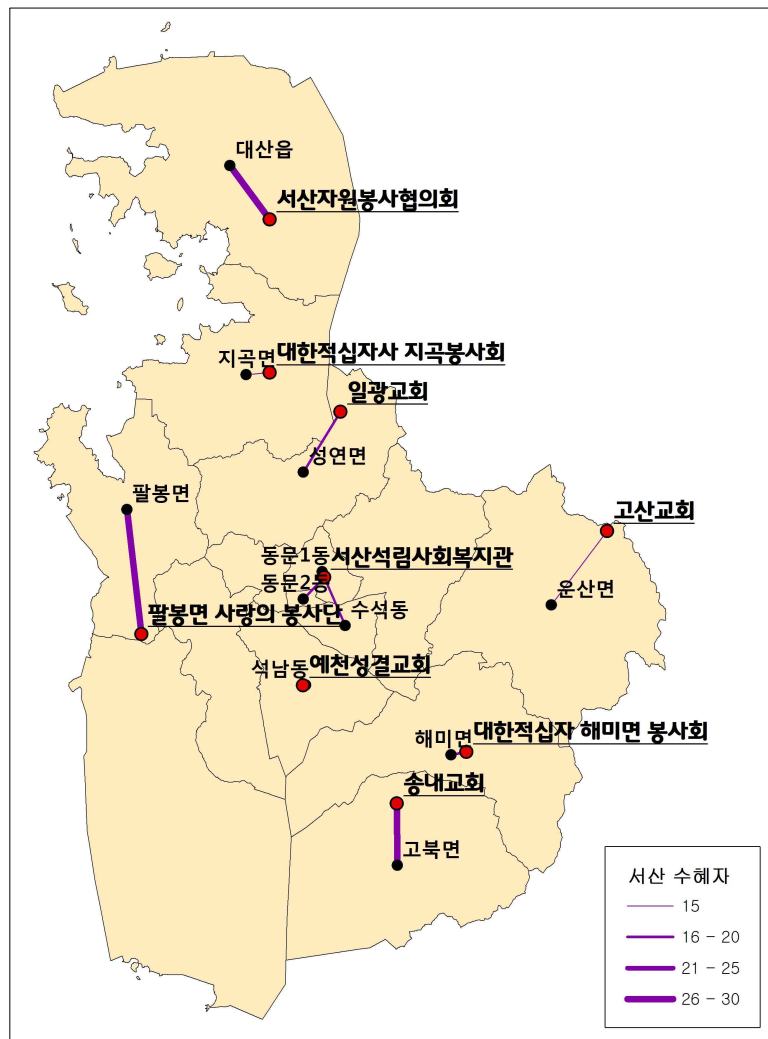 대산읍
서산자원봉사협의회
지곡면
대한적십자사 지곡봉사회
일광교회
성연면
팔봉면
고산교회
동문1동
서산석림사회복지관
동문2동
운산면
팔봉면 사랑의 봉사단
수석동
석남동
예천성결교회
해미면
대한적십자 해미면 봉사회
송내교회
고북면
서산 수혜자
15
16 - 20
21 - 25
26 - 30